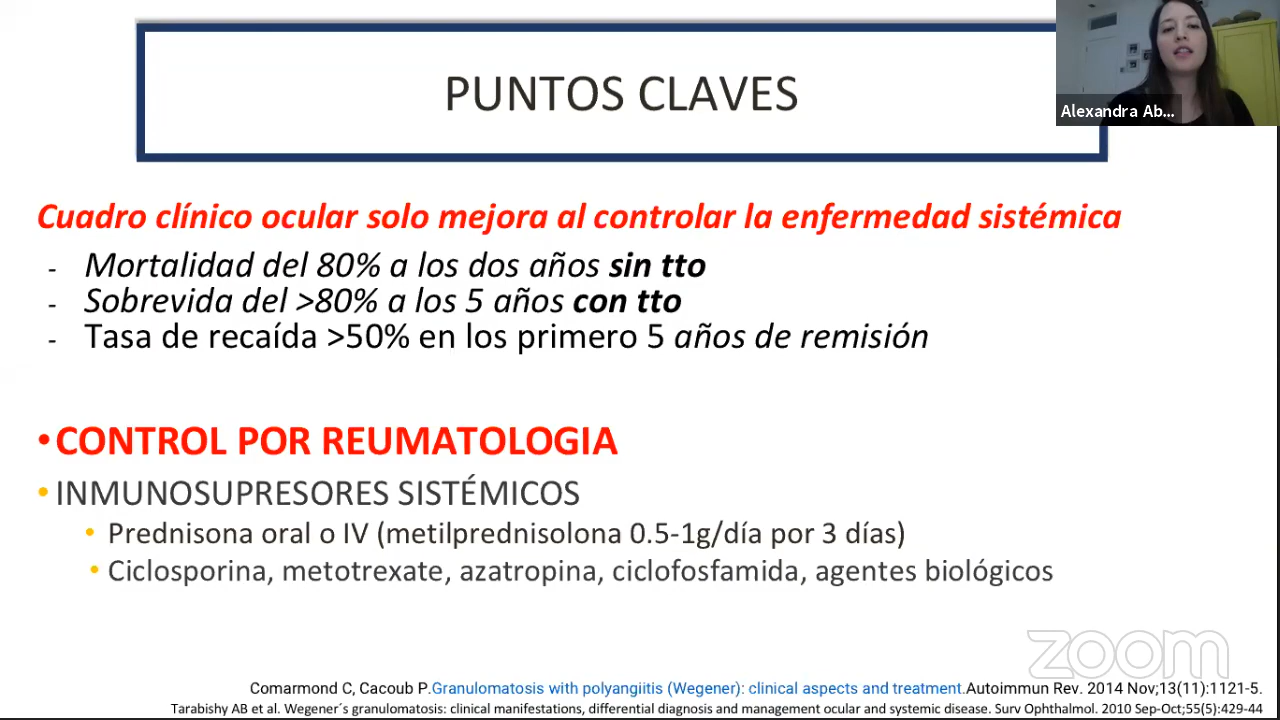 PUNTOS CLAVES
Alexandra Ab...
Cuadro clínico ocular solo mejora al controlar la enfermedad sistémica
- Mortalidad del 80% a los dos años sin tto
- Sobrevida del >80% a los 5 años con tto
- Tasa de recaída >50% en los primero 5 años de remisión
•CONTROL POR REUMATOLOGIA
• INMUNOSUPRESORES SISTÉMICOS
• Prednisona oral o IV (metilprednisolona 0.5-1g/día por 3 días)
• Ciclosporina, metotrexate, azatropina, ciclofosfamida, agentes biológicos
zoom
Comarmond C, Cacoub P.Granulomatosis with polyangiitis (Wegener): clinical aspects and treatment.Autoimmun Rev. 2014 Nov;13(11):1121-5.
Tarabishy AB et al. Wegener´s granulomatosis: clinical manifestations, differential diagnosis and management ocular and systemic disease. Surv Ophthalmol. 2010 Sep-Oct;55(5):429-44